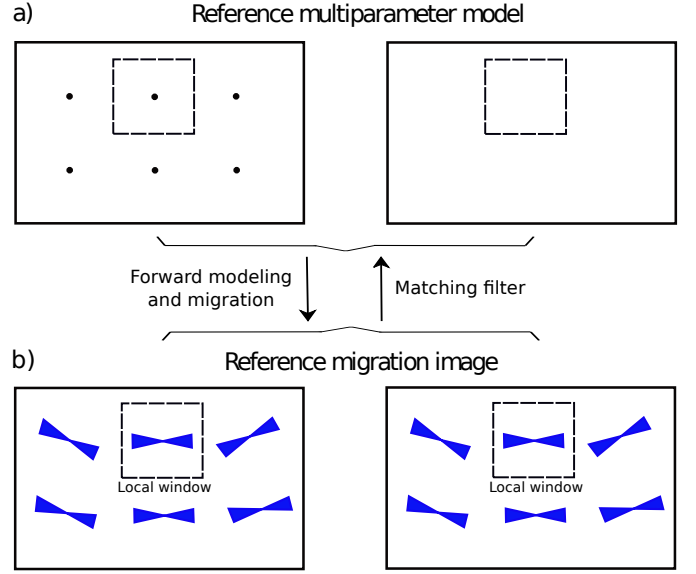 a)
Reference multiparameter model
Forward modeling
and migration
Matching filter
b)
Reference migration image
Local window
Local window